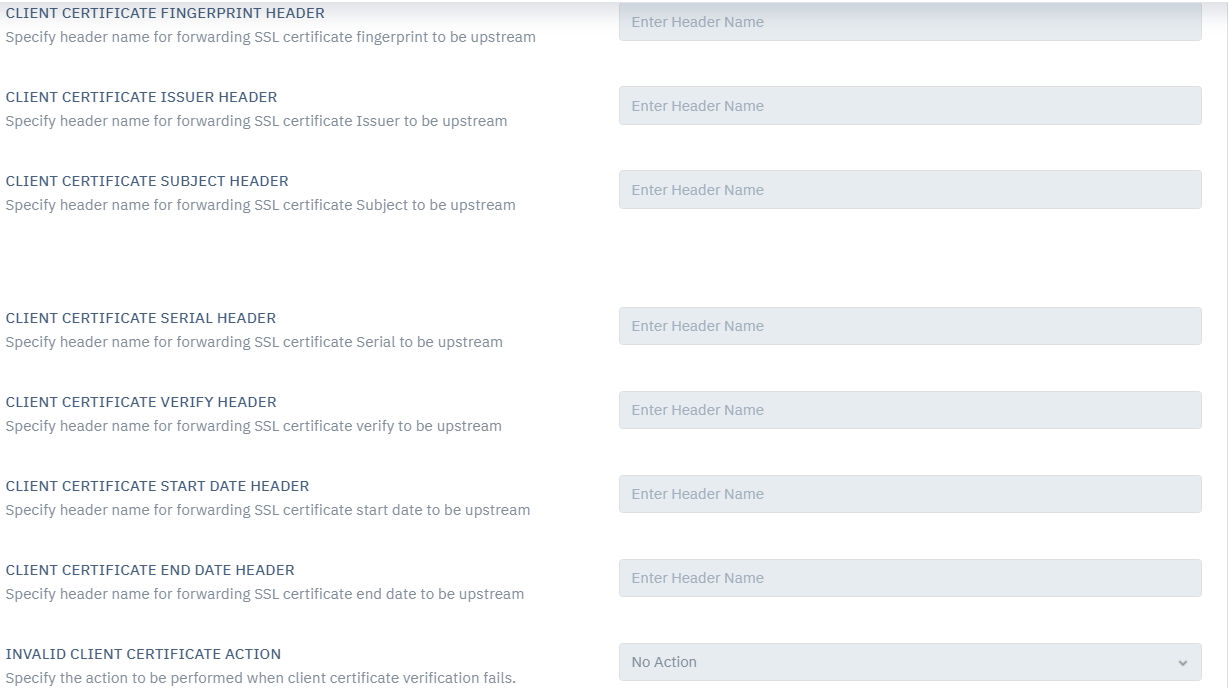 CLIENT CERTIFICATE FINGERPRINT HEADER
Enter Header Name
Specify header name for forwarding SSL certificate fingerprint to be upstream
CLIENT CERTIFICATE ISSUER HEADER
Enter Header Name
Specify header name for forwarding SSL certificate Issuer to be upstream
CLIENT CERTIFICATE SUBJECT HEADER
Enter Header Name
Specify header name for forwarding SSL certificate Subject to be upstream
CLIENT CERTIFICATE SERIAL HEADER
Enter Header Name
Specify header name for forwarding SSL certificate Serial to be upstream
CLIENT CERTIFICATE VERIFY HEADER
Enter Header Name
Specify header name for forwarding SSL certificate verify to be upstream
CLIENT CERTIFICATE START DATE HEADER
Enter Header Name
Specify header name for forwarding SSL certificate start date to be upstream
CLIENT CERTIFICATE END DATE HEADER
Enter Header Name
Specify header name for forwarding SSL certificate end date to be upstream
INVALID CLIENT CERTIFICATE ACTION
No Action
Specify the action to be performed when client certificate verification fails.